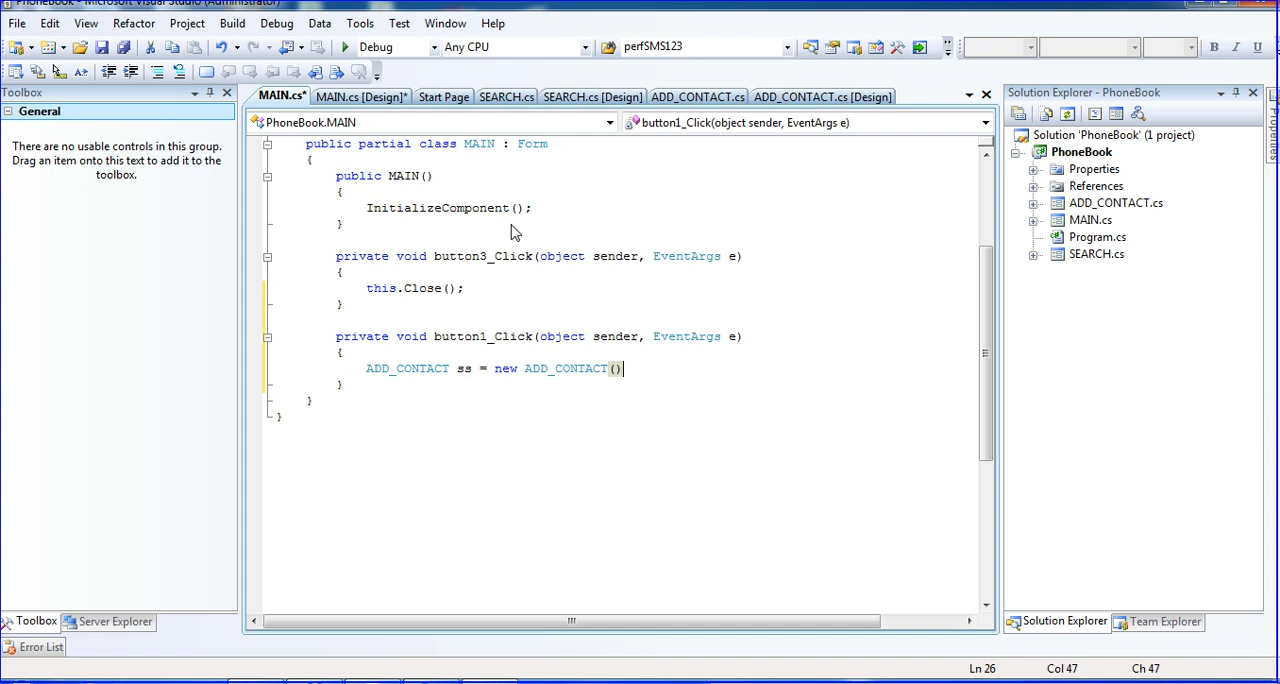 PhoneBook - Microsoft Visual Studio (Administrator)
File Edit View Refactor Project Build Debug Data Tools Test Window Help
Debug Any CPU perfSMS123 B I U
Toolbox
General
There are no usable controls in this group.
Drag an item onto this text to add it to the
toolbox.
Toolbox Server Explorer
Error List
MAIN.cs* MAIN.cs [Design]* Start Page SEARCH.cs SEARCH.cs [Design] ADD_CONTACT.cs ADD_CONTACT.cs [Design]
PhoneBook.MAIN button1_Click(object sender, EventArgs e)
public partial class MAIN : Form
{
public MAIN()
{
InitializeComponent();
}
private void button3_Click(object sender, EventArgs e)
{
this.Close();
}
private void button1_Click(object sender, EventArgs e)
{
ADD_CONTACT ss = new ADD_CONTACT()
}
}
}
Solution Explorer - PhoneBook
Solution 'PhoneBook' (1 project)
PhoneBook
Properties
References
ADD_CONTACT.cs
MAIN.cs
Program.cs
SEARCH.cs
Solution Explorer Team Explorer
Properties
Ln 26 Col 47 Ch 47